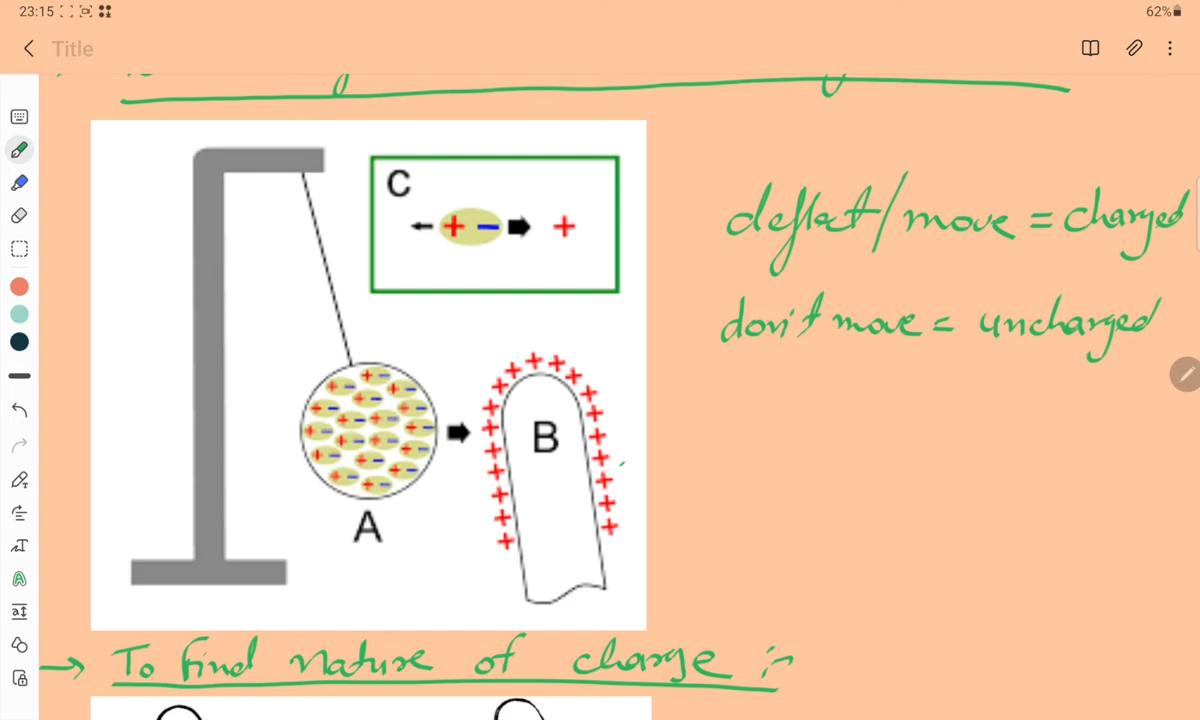 23:15
62%
Title
C
+ − +
deflect/move = charged
don't move = uncharged
B
A
→ To find nature of charge :-